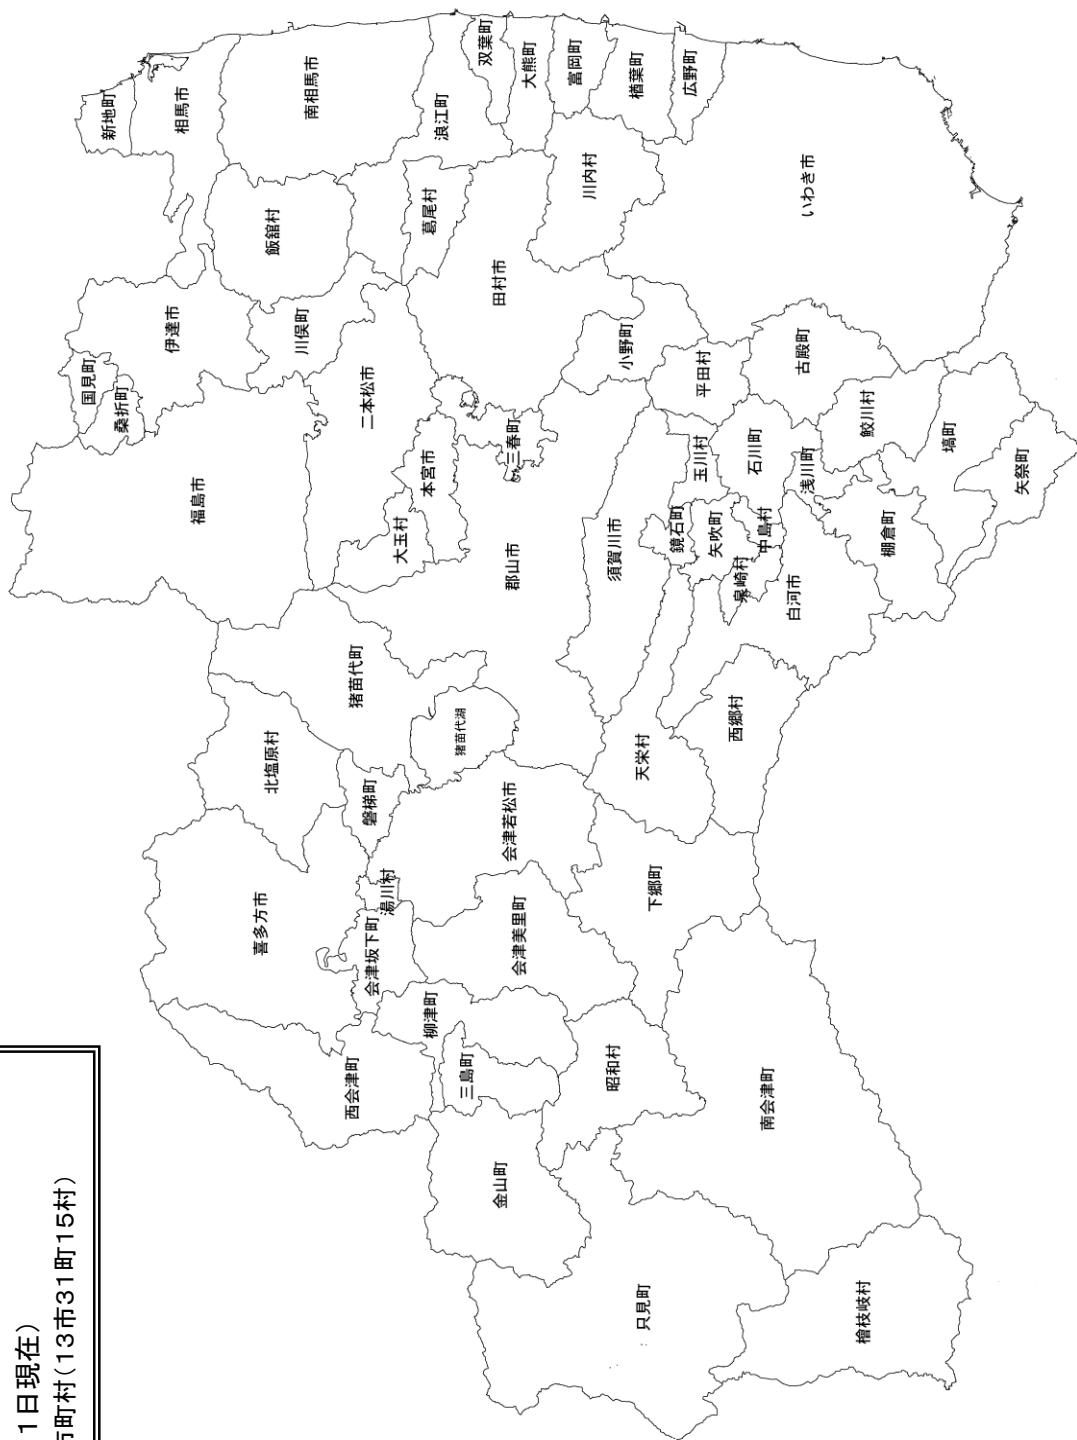 1日現在)
市町村(13市31町15村)
新地町
相馬市
南相馬市
浪江町
双葉町
大熊町
富岡町
楢葉町
広野町
いわき市
川内村
葛尾村
飯舘村
田村市
伊達市
国見町
桑折町
川俣町
福島市
二本松市
本宮市
大玉村
三春町
小野町
平田村
古殿町
郡山市
須賀川市
玉川村
石川町
浅川町
鮫川村
塙町
矢祭町
棚倉町
鏡石町
矢吹町
中島村
泉崎村
白河市
西郷村
天栄村
猪苗代町
猪苗代湖
北塩原村
磐梯町
会津若松市
湯川村
喜多方市
会津坂下町
会津美里町
下郷町
柳津町
三島町
西会津町
昭和村
金山町
南会津町
只見町
檜枝岐村